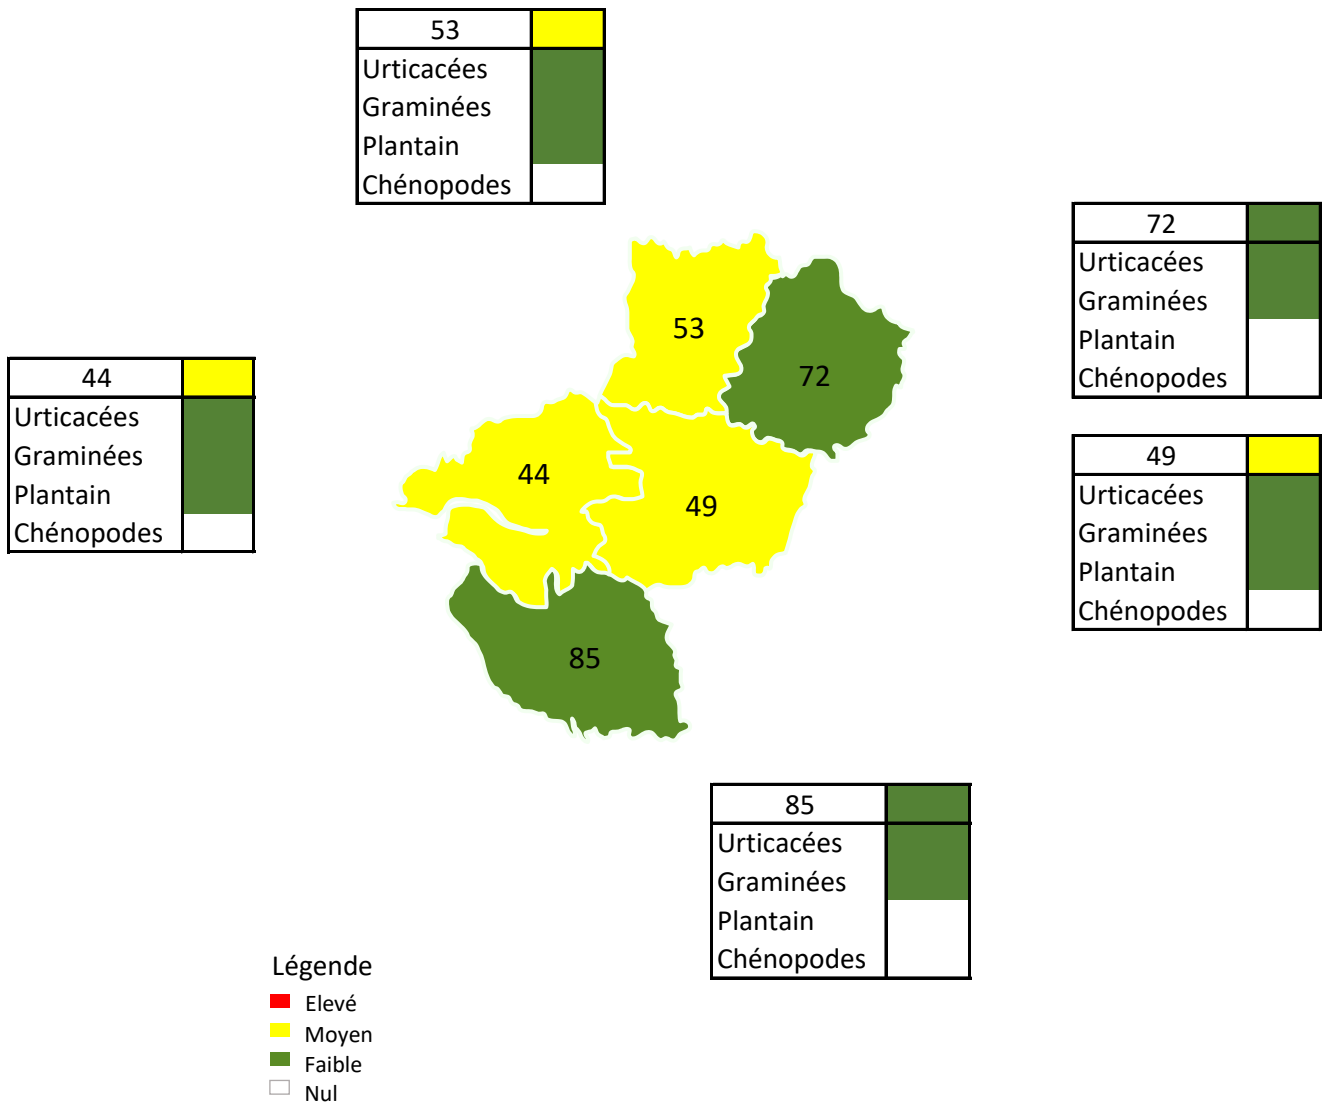 53
Urticacées
Graminées
Plantain
Chénopodes
72
Urticacées
Graminées
Plantain
Chénopodes
44
Urticacées
Graminées
Plantain
Chénopodes
49
Urticacées
Graminées
Plantain
Chénopodes
53
72
44
49
85
85
Urticacées
Graminées
Plantain
Chénopodes
Légende
Elevé
Moyen
Faible
Nul